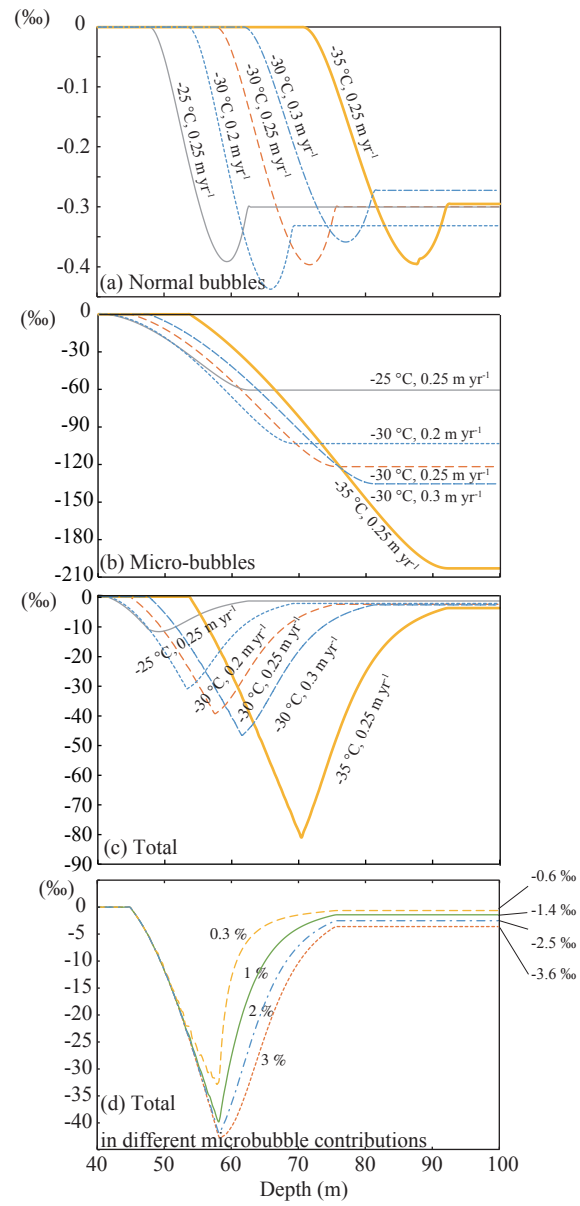 (‰)
0
-0.1
-0.2
-0.3
-0.4
-25 °C, 0.25 m yr-1
-30 °C, 0.2 m yr-1
-30 °C, 0.25 m yr-1
-30 °C, 0.3 m yr-1
-35 °C, 0.25 m yr-1
(a) Normal bubbles
(‰)
0
-30
-60
-90
-120
-150
-180
-210
-25 °C, 0.25 m yr-1
-30 °C, 0.2 m yr-1
-30 °C, 0.25 m yr-1
-30 °C, 0.3 m yr-1
-35 °C, 0.25 m yr-1
(b) Micro-bubbles
(‰)
0
-10
-20
-30
-40
-50
-60
-70
-80
-90
-25 °C, 0.25 m yr-1
-30 °C, 0.2 m yr-1
-30 °C, 0.25 m yr-1
-30 °C, 0.3 m yr-1
-35 °C, 0.25 m yr-1
(c) Total
(‰)
0
-5
-10
-15
-20
-25
-30
-35
-40
0.3 %
1 %
2 %
3 %
-0.6 ‰
-1.4 ‰
-2.5 ‰
-3.6 ‰
(d) Total
in different microbubble contributions
40 50 60 70 80 90 100
Depth (m)